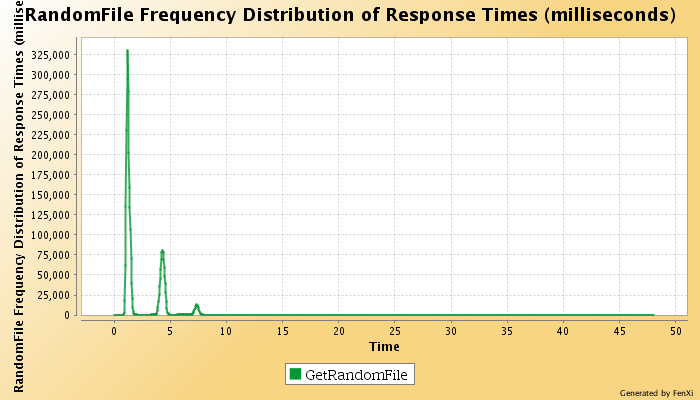 RandomFile Frequency Distribution of Response Times (milliseconds)
RandomFile Frequency Distribution of Response Times (millise
325,000
300,000
275,000
250,000
225,000
200,000
175,000
150,000
125,000
100,000
75,000
50,000
25,000
0
0 5 10 15 20 25 30 35 40 45 50
Time
GetRandomFile
Generated by FenXi